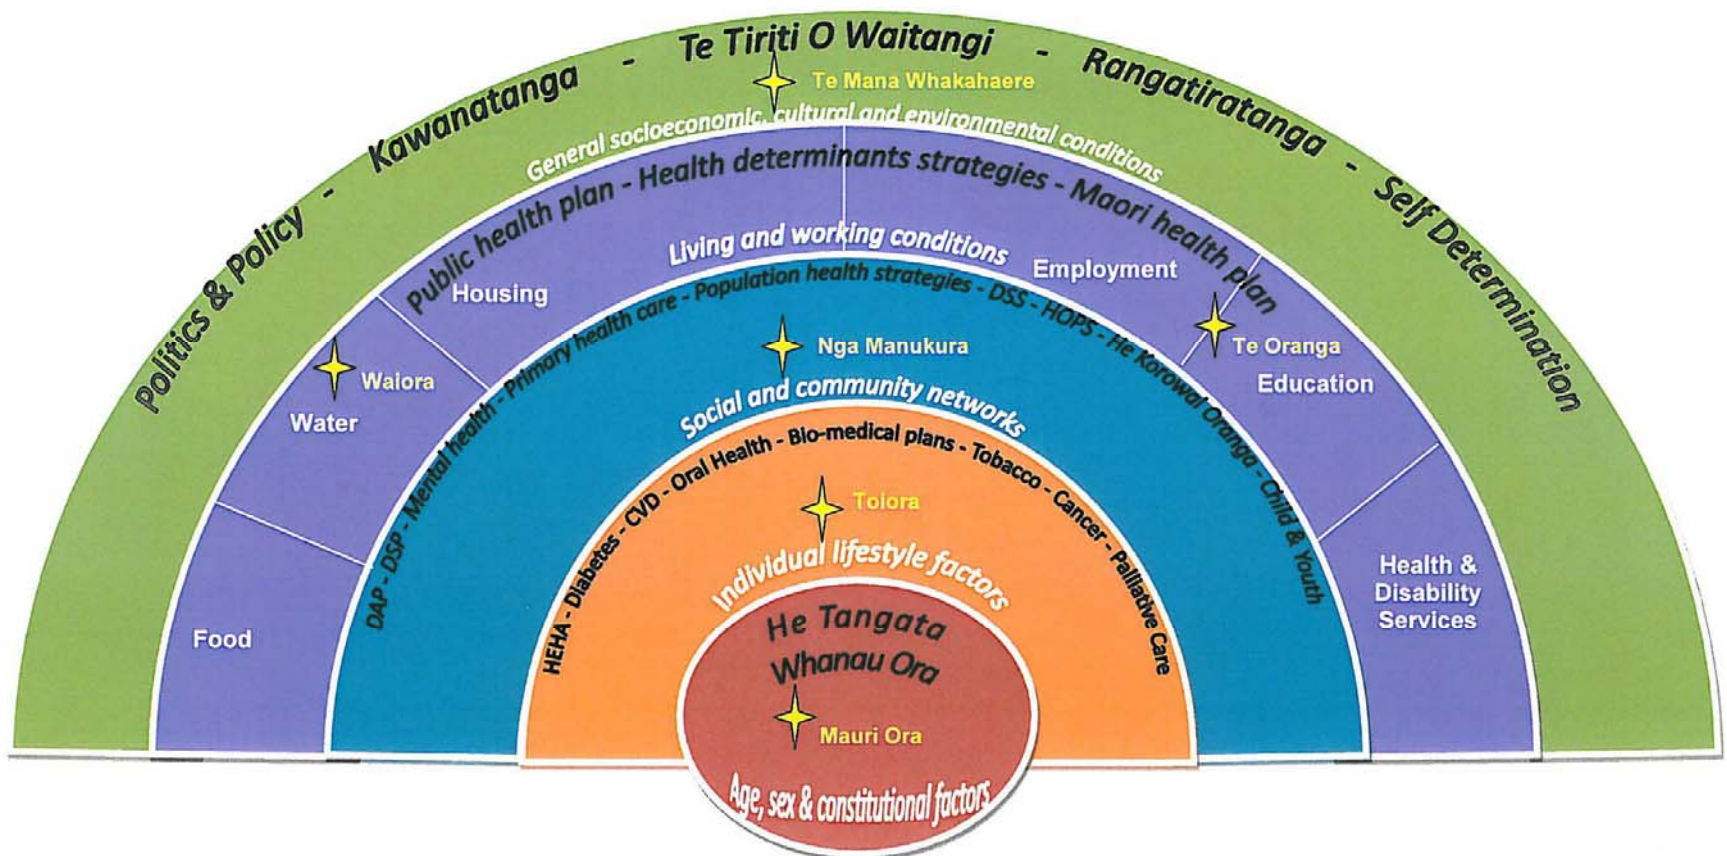 Politics & Policy - Kawanatanga - Te Tiriti O Waitangi - Rangatiratanga - Self Determination
Te Mana Whakahaere
General socioeconomic, cultural and environmental conditions
Public health plan - Health determinants strategies - Maori health plan
Living and working conditions
Housing
Employment
Waiora
Water
Te Oranga
Education
Food
Health &
Disability
Services
DAP - DSP - Mental health - Primary health care - Population health strategies - DSS - HOPS - He Korowai Oranga - Child & Youth
Nga Manukura
Social and community networks
HEHA - Diabetes - CVD - Oral Health - Bio-medical plans - Tobacco - Cancer - Palliative Care
Toiora
Individual lifestyle factors
He Tangata
Whanau Ora
Mauri Ora
Age, sex & constitutional factors